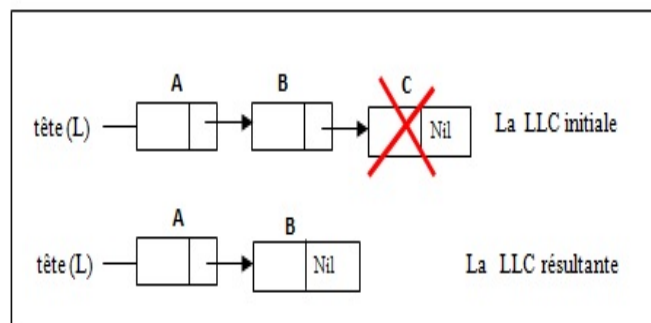 A B C
tête (L) Nil La LLC initiale
A B
tête (L) Nil La LLC résultante